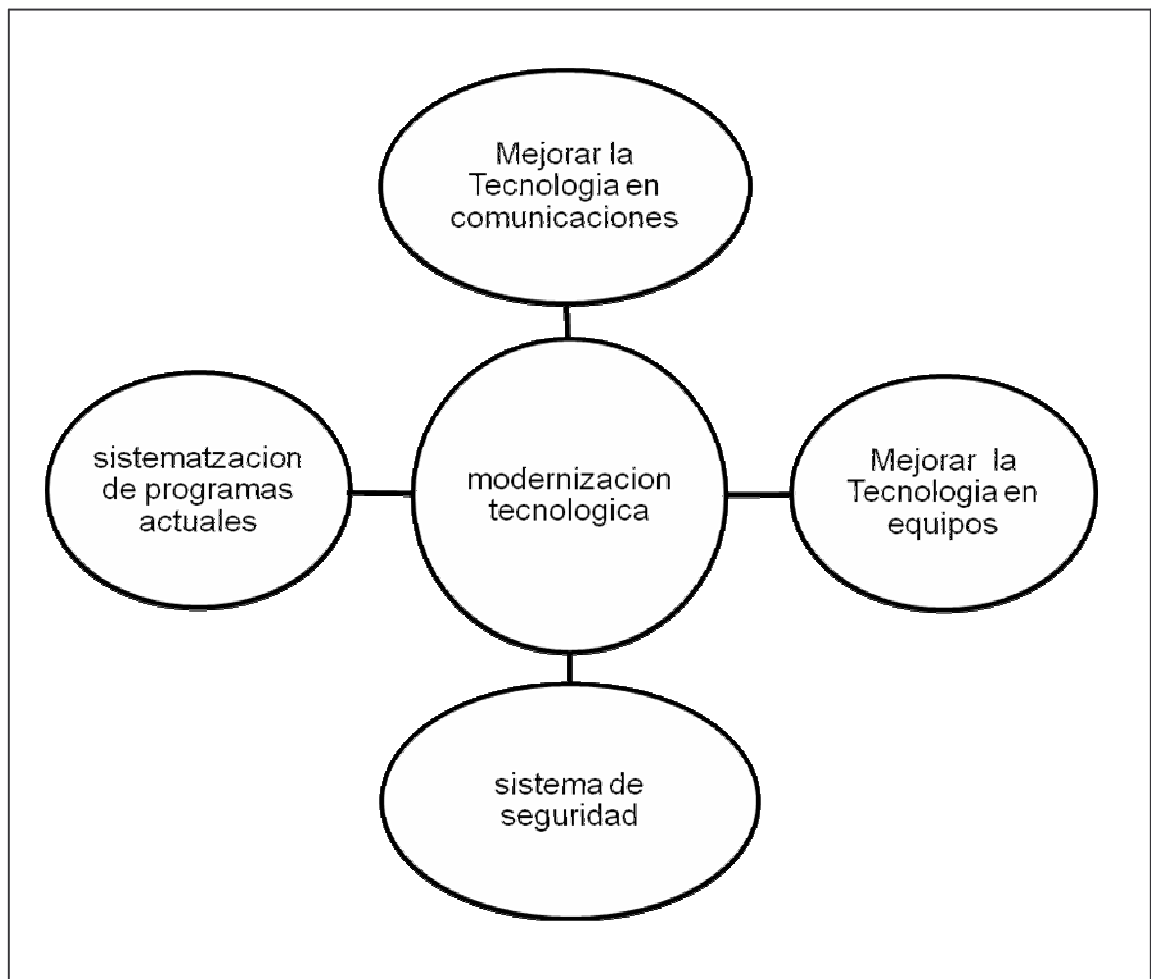 Mejorar la
Tecnologia en
comunicaciones
sistematzacion
de programas
actuales
modernizacion
tecnologica
Mejorar la
Tecnologia en
equipos
sistema de
seguridad